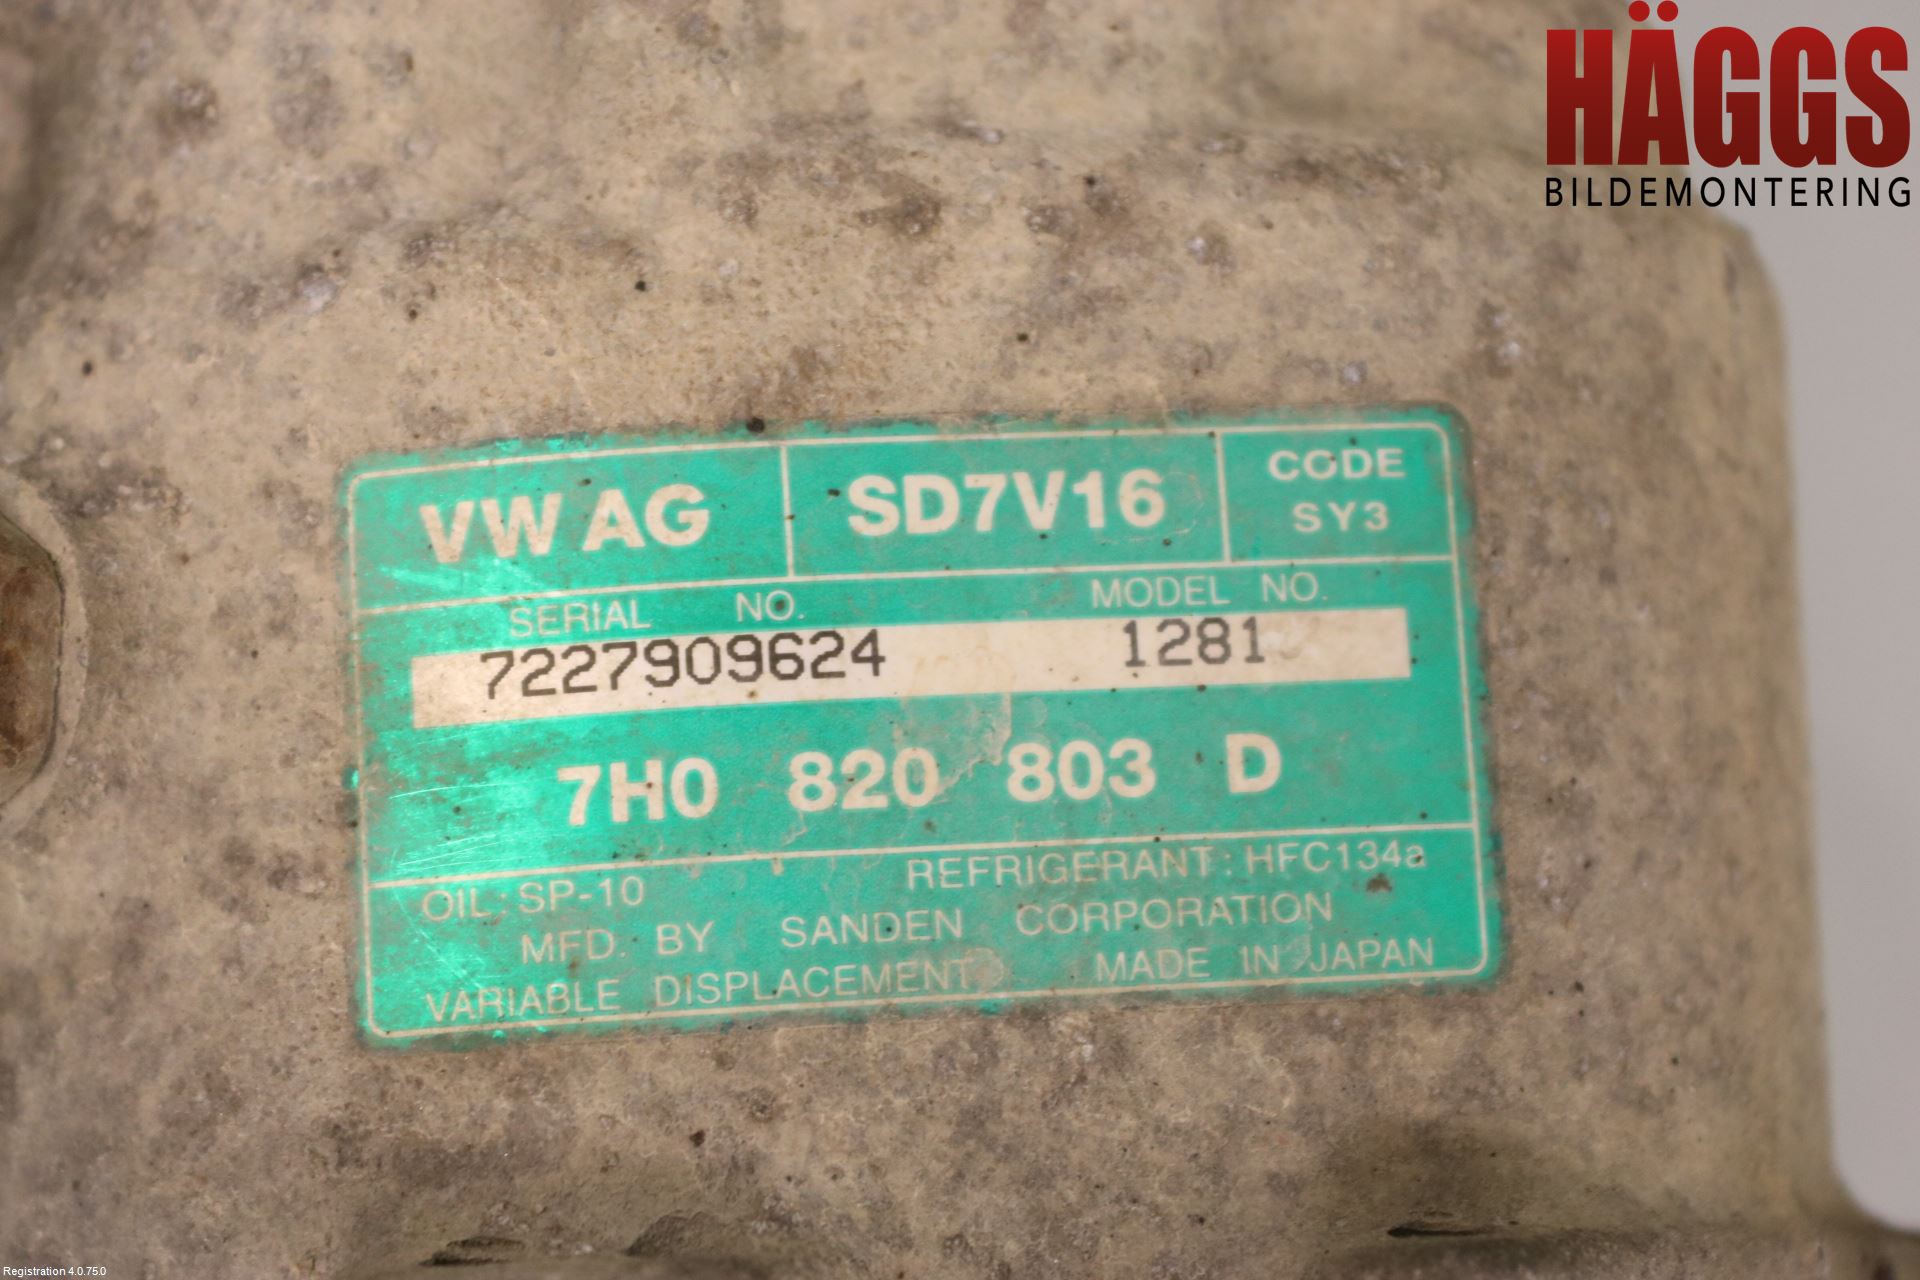 HÄGGS
BILDEMONTERING
VW AG SD7V16 CODE
SY3
SERIAL NO. MODEL NO.
7227909624 1281
7H0 820 803 D
OIL: SP-10 REFRIGERANT: HFC134a
MFD. BY SANDEN CORPORATION
VARIABLE DISPLACEMENT MADE IN JAPAN
Registration 4.0.75.0